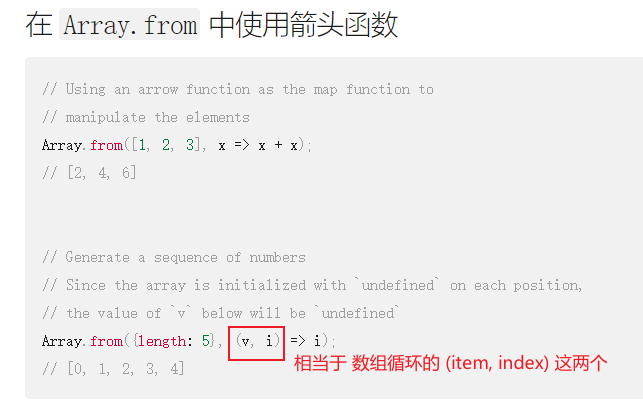 在 Array.from 中使用箭头函数
// Using an arrow function as the map function to
// manipulate the elements
Array.from([1, 2, 3], x => x + x);
// [2, 4, 6]
// Generate a sequence of numbers
// Since the array is initialized with `undefined` on each position,
// the value of `v` below will be `undefined`
Array.from({length: 5}, (v, i) => i);
相当于 数组循环的 (item, index) 这两个
// [0, 1, 2, 3, 4]